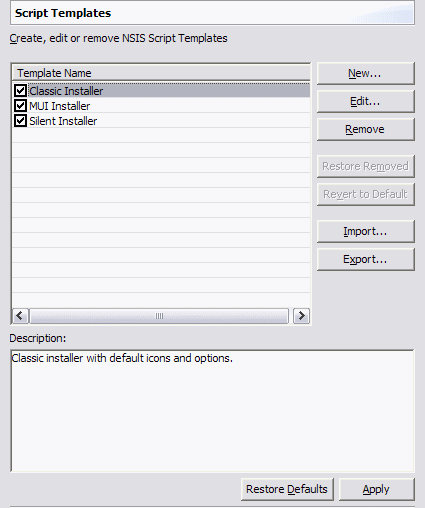 Script Templates
Create, edit or remove NSIS Script Templates
Template Name
Classic Installer
MUI Installer
Silent Installer
New...
Edit...
Remove
Restore Removed
Revert to Default
Import...
Export...
Description:
Classic installer with default icons and options.
Restore Defaults
Apply